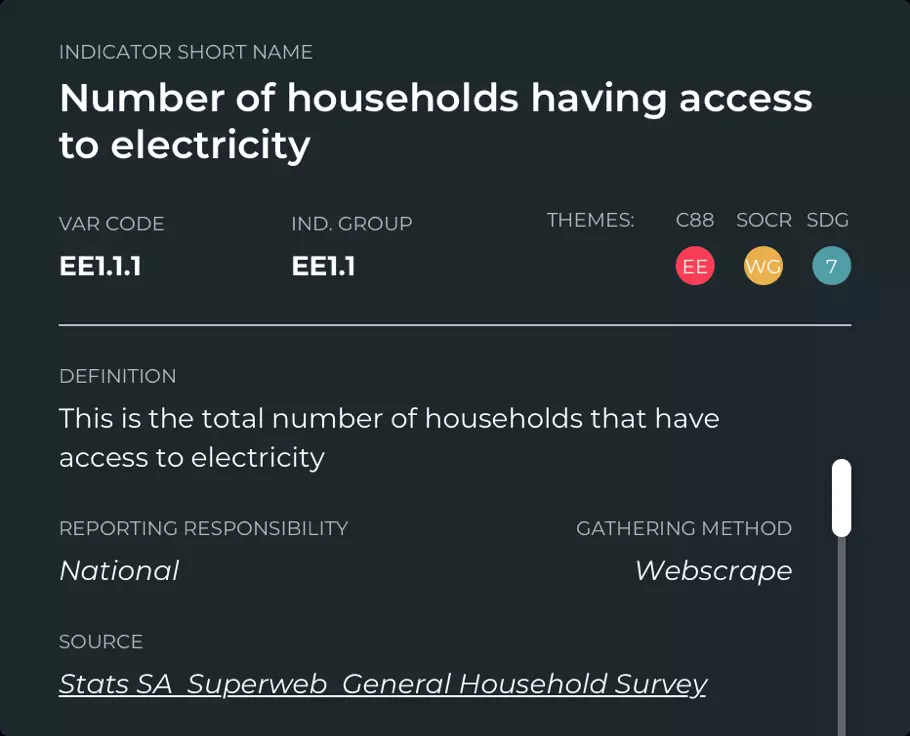 INDICATOR SHORT NAME
Number of households having access
to electricity
VAR CODE
IND. GROUP
THEMES:
C88
SOCR
SDG
EE1.1.1
EE1.1
EE
WG
7
DEFINITION
This is the total number of households that have
access to electricity
REPORTING RESPONSIBILITY
GATHERING METHOD
National
Webscrape
SOURCE
Stats SA Superweb General Household Survey